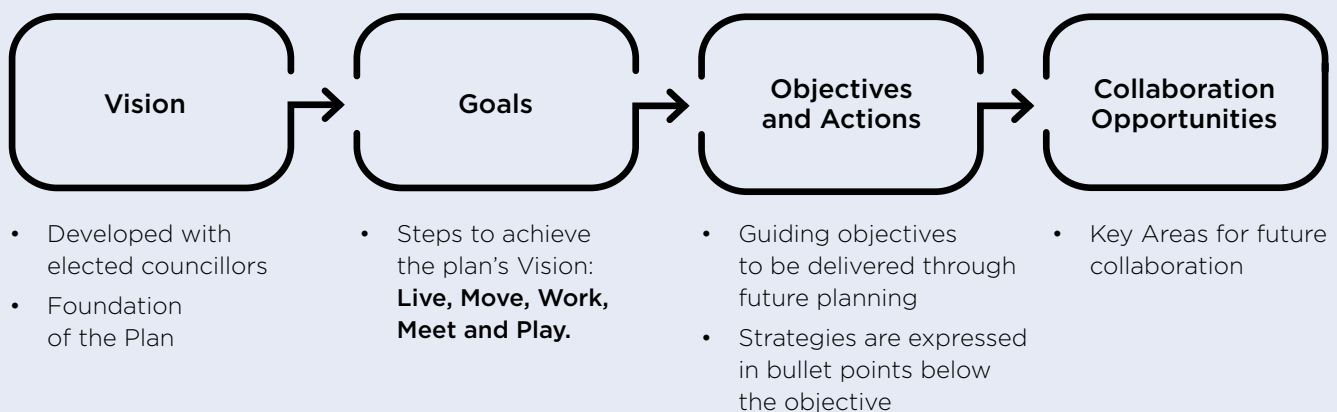 Vision
Goals
Objectives
and Actions
Collaboration
Opportunities
• Developed with
elected councillors
• Foundation
of the Plan
• Steps to achieve
the plan’s Vision:
Live, Move, Work,
Meet and Play.
• Guiding objectives
to be delivered through
future planning
• Strategies are expressed
in bullet points below
the objective
• Key Areas for future
collaboration